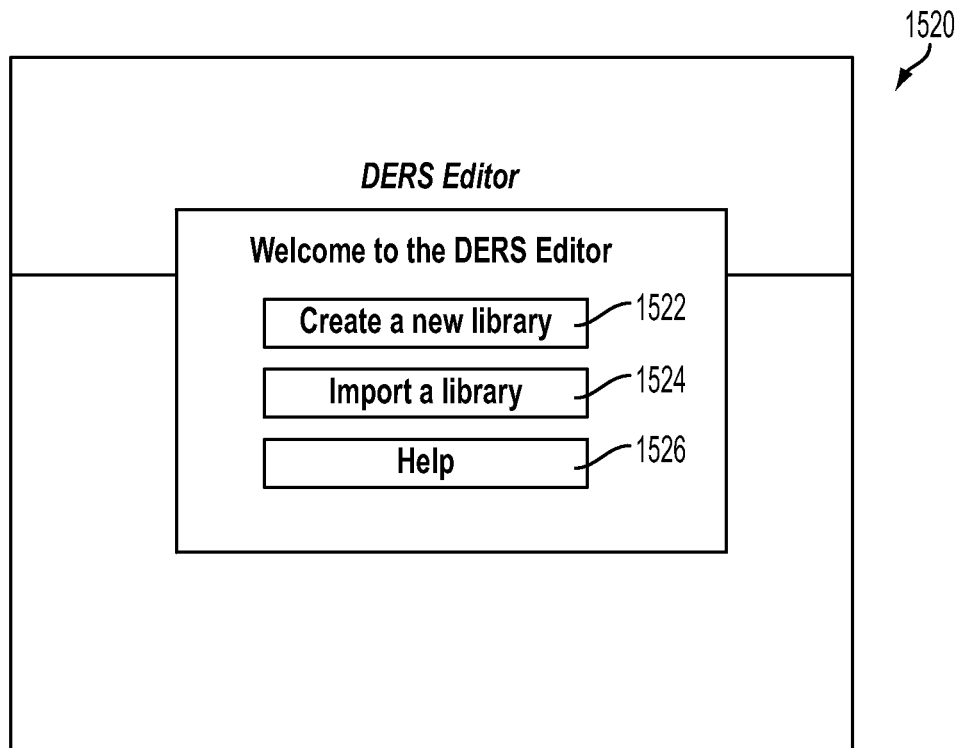 1520
DERS Editor
Welcome to the DERS Editor
Create a new library
1522
Import a library
1524
Help
1526